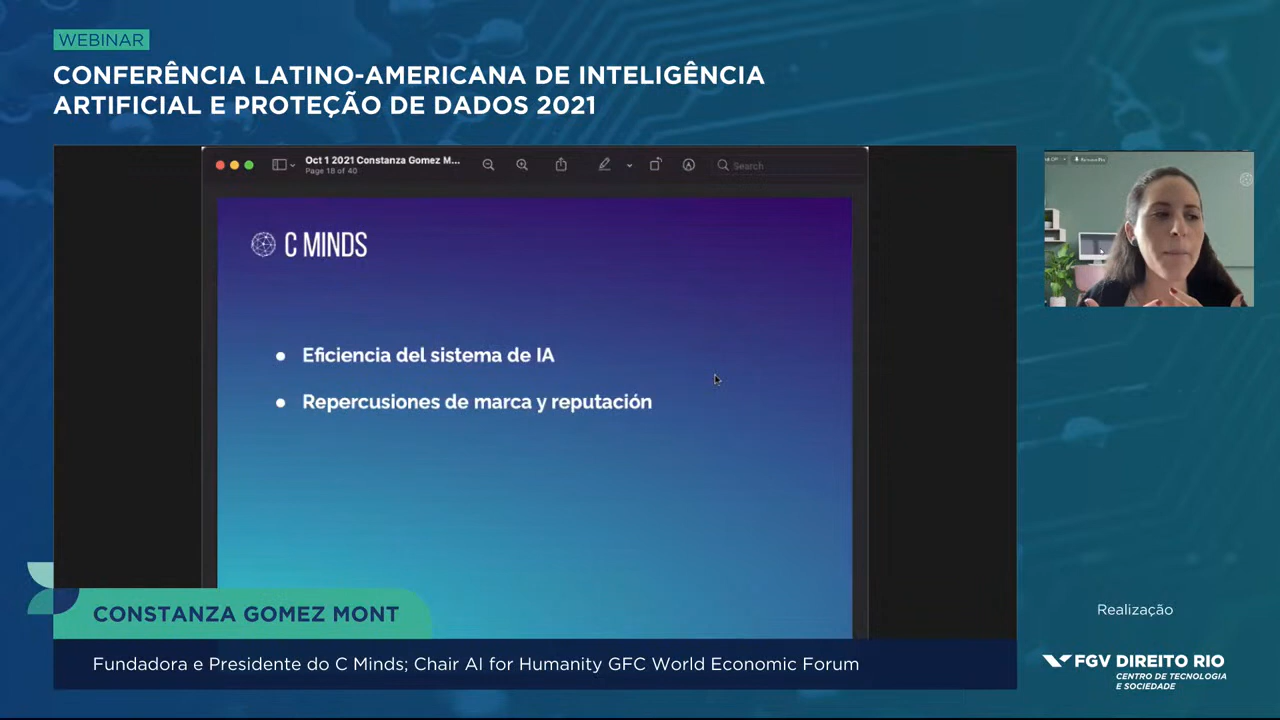 WEBINAR
CONFERÊNCIA LATINO-AMERICANA DE INTELIGÊNCIA
ARTIFICIAL E PROTEÇÃO DE DADOS 2021
Oct 1 2021 Constanza Gomez M...
Page 18 of 40
Search
C MINDS
● Eficiencia del sistema de IA
● Repercusiones de marca y reputación
CONSTANZA GOMEZ MONT
Fundadora e Presidente do C Minds; Chair AI for Humanity GFC World Economic Forum
Realização
FGV DIREITO RIO
CENTRO DE TECNOLOGIA
E SOCIEDADE